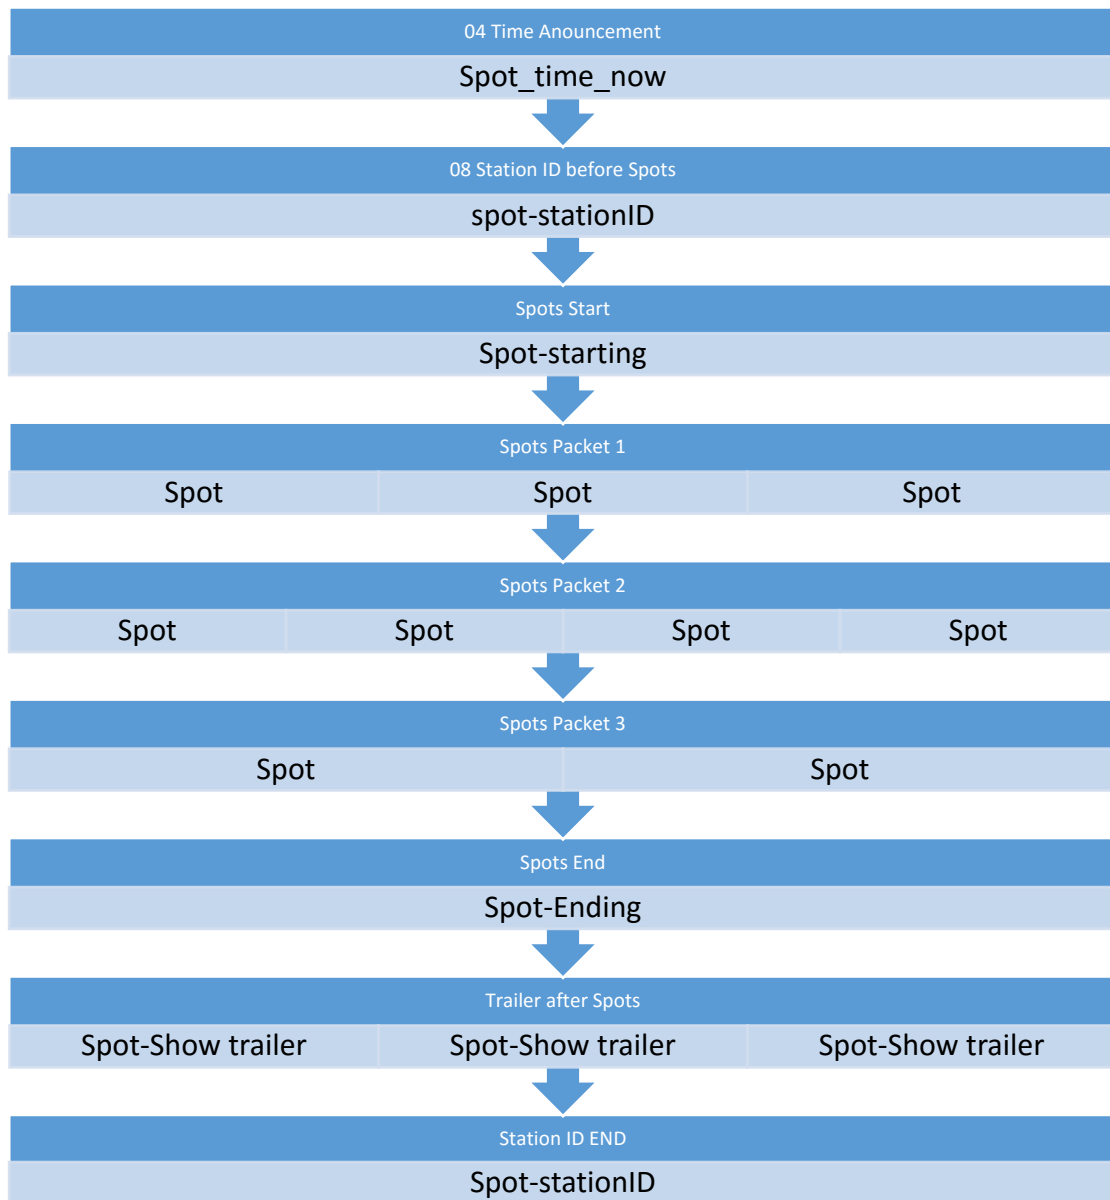 04 Time Anouncement
Spot_time_now
08 Station ID before Spots
spot-stationID
Spots Start
Spot-starting
Spots Packet 1
Spot Spot Spot
Spots Packet 2
Spot Spot Spot Spot
Spots Packet 3
Spot Spot
Spots End
Spot-Ending
Trailer after Spots
Spot-Show trailer Spot-Show trailer Spot-Show trailer
Station ID END
Spot-stationID